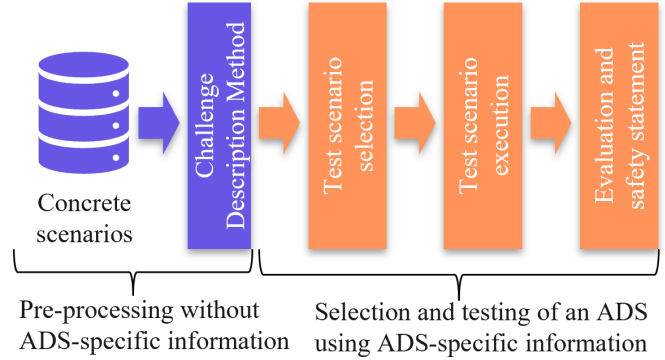 Concrete
scenarios
Challenge
Description Method
Test scenario
selection
Test scenario
execution
Evaluation and
safety statement
Pre-processing without
ADS-specific information
Selection and testing of an ADS
using ADS-specific information